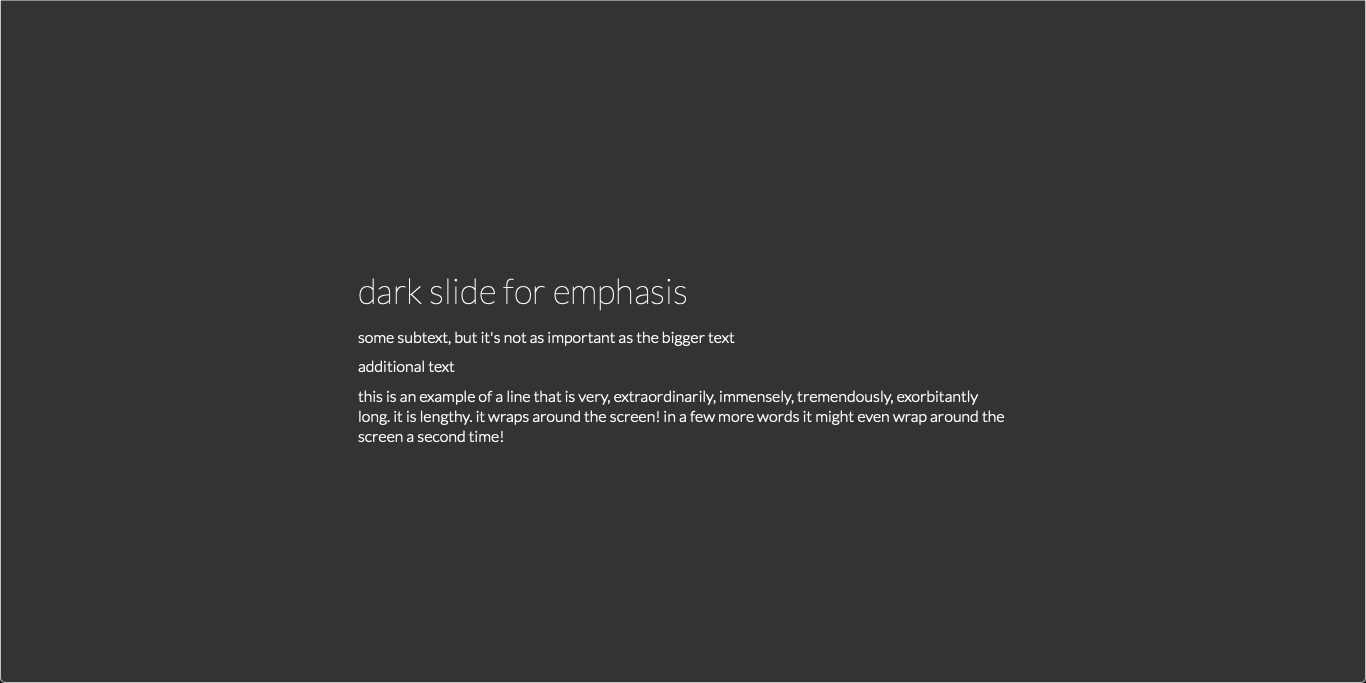 dark slide for emphasis
some subtext, but it's not as important as the bigger text
additional text
this is an example of a line that is very, extraordinarily, immensely, tremendously, exorbitantly
long. it is lengthy. it wraps around the screen! in a few more words it might even wrap around the
screen a second time!